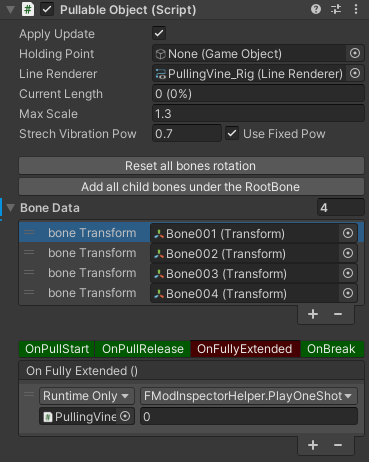 Pullable Object (Script)
Apply Update
Holding Point None (Game Object)
Line Renderer PullingVine_Rig (Line Renderer)
Current Length 0 (0%)
Max Scale 1.3
Strech Vibration Pow 0.7 Use Fixed Pow
Reset all bones rotation
Add all child bones under the RootBone
Bone Data 4
bone Transform Bone001 (Transform)
bone Transform Bone002 (Transform)
bone Transform Bone003 (Transform)
bone Transform Bone004 (Transform)
+ −
OnPullStart OnPullRelease OnFullyExtended OnBreak
On Fully Extended ()
Runtime Only FModInspectorHelper.PlayOneShot
PullingVine 0
+ −